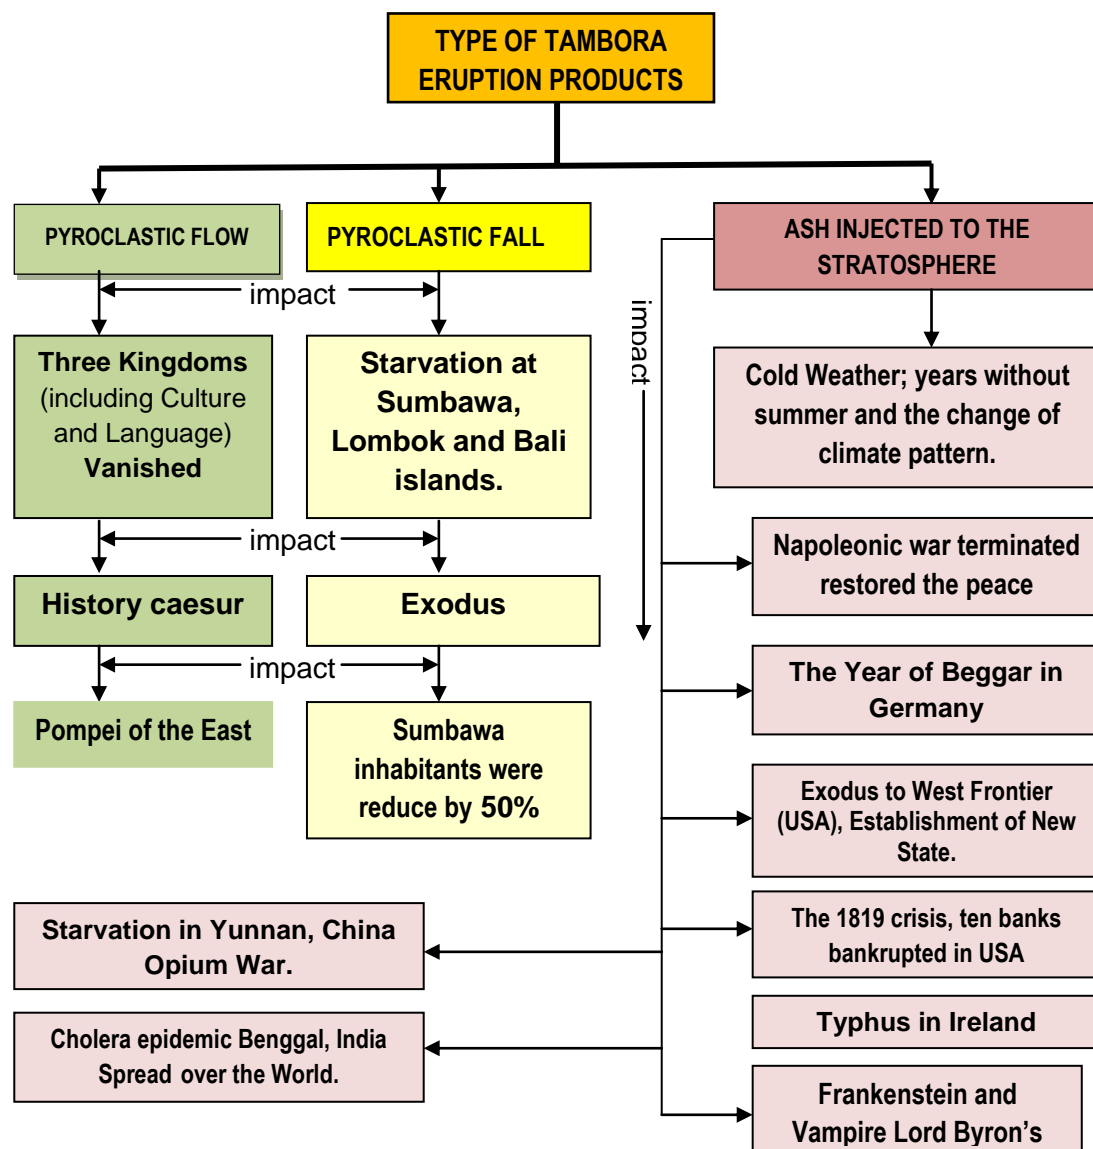 TYPE OF TAMBORA
ERUPTION PRODUCTS
PYROCLASTIC FLOW
PYROCLASTIC FALL
ASH INJECTED TO THE
STRATOSPHERE
impact
impact
Three Kingdoms
(including Culture
and Language)
Vanished
Starvation at
Sumbawa,
Lombok and Bali
islands.
Cold Weather; years without
summer and the change of
climate pattern.
impact
History caesur
Exodus
Napoleonic war terminated
restored the peace
impact
Pompei of the East
Sumbawa
inhabitants were
reduce by 50%
The Year of Beggar in
Germany
Exodus to West Frontier
(USA), Establishment of New
State.
Starvation in Yunnan, China
Opium War.
The 1819 crisis, ten banks
bankrupted in USA
Cholera epidemic Benggal, India
Spread over the World.
Typhus in Ireland
Frankenstein and
Vampire Lord Byron’s